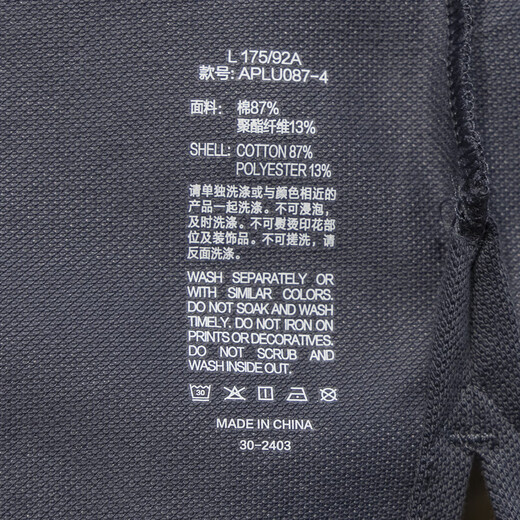 L 175/92A
款号: APLU087-4
面料: 棉87%
聚酯纤维13%
SHELL: COTTON 87%
POLYESTER 13%
请单独洗涤或与颜色相近的
产品一起洗涤。不可浸泡,
及时洗涤。不可熨烫印花部
位及装饰品。不可搓洗,请
反面洗涤。
WASH SEPARATELY OR
WITH SIMILAR COLORS.
DO NOT SOAK AND WASH
TIMELY. DO NOT IRON ON
PRINTS OR DECORATIVES.
DO NOT SCRUB AND
WASH INSIDE OUT.
30
MADE IN CHINA
30-2403